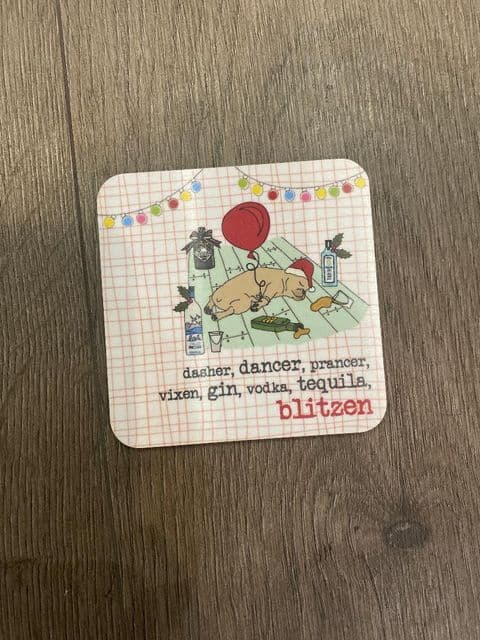 dasher, dancer, prancer,
vixen, gin, vodka, tequila,
blitzen